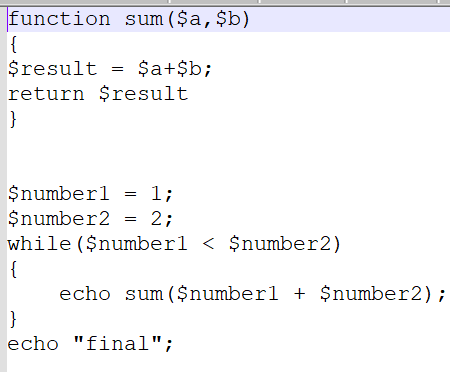 function sum($a,$b)
{
$result = $a+$b;
return $result
}
$number1 = 1;
$number2 = 2;
while($number1 < $number2)
{
    echo sum($number1 + $number2);
}
echo "final";